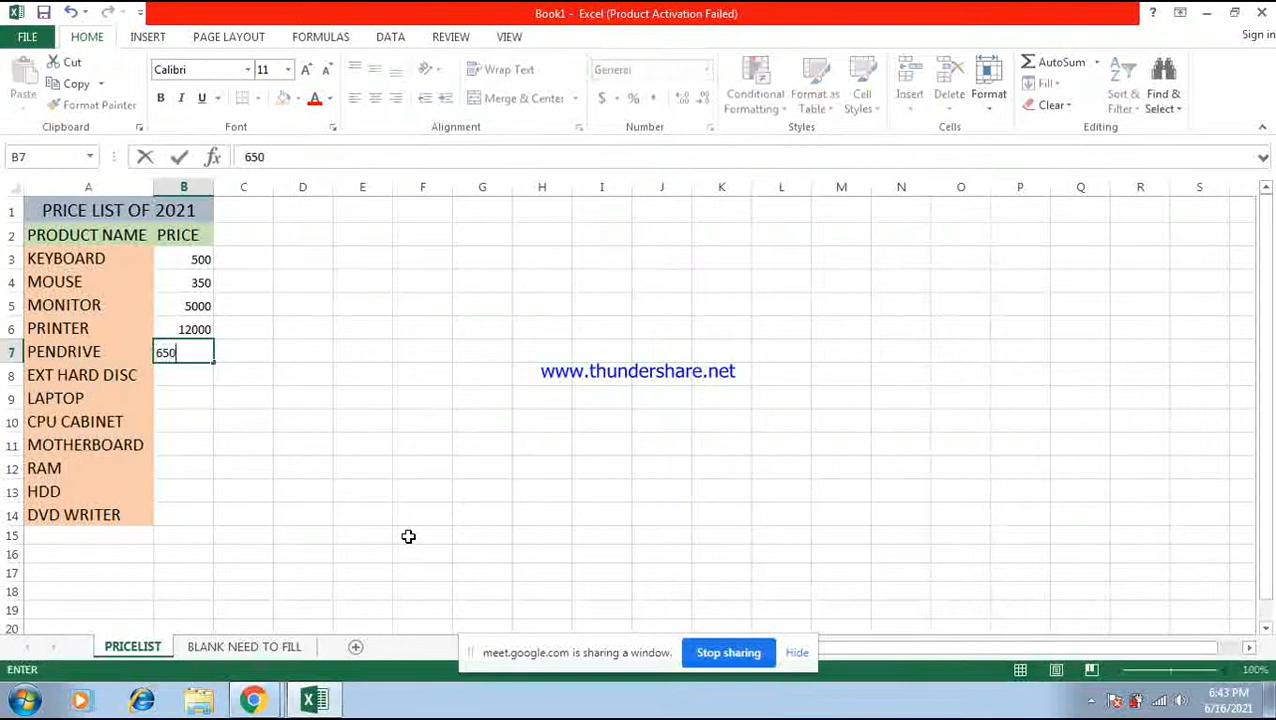 Book1 - Excel (Product Activation Failed)
?
FILE HOME INSERT PAGE LAYOUT FORMULAS DATA REVIEW VIEW Sign in
Paste
Cut
Copy
Format Painter
Clipboard
Calibri 11
B I U
Font
Wrap Text
Merge & Center
Alignment
General
$ % ,
Number
Conditional Formatting
Format as Table
Cell Styles
Styles
Insert Delete Format
Cells
AutoSum
Fill
Clear
Sort & Filter
Find & Select
Editing
B7 fx 650
A B C D E F G H I J K L M N O P Q R S
1 PRICE LIST OF 2021
2 PRODUCT NAME PRICE
3 KEYBOARD 500
4 MOUSE 350
5 MONITOR 5000
6 PRINTER 12000
7 PENDRIVE 650
8 EXT HARD DISC
www.thundershare.net
9 LAPTOP
10 CPU CABINET
11 MOTHERBOARD
12 RAM
13 HDD
14 DVD WRITER
15
16
17
18
19
20
PRICELIST BLANK NEED TO FILL
meet.google.com is sharing a window. Stop sharing Hide
ENTER 100%
6:43 PM
6/16/2021